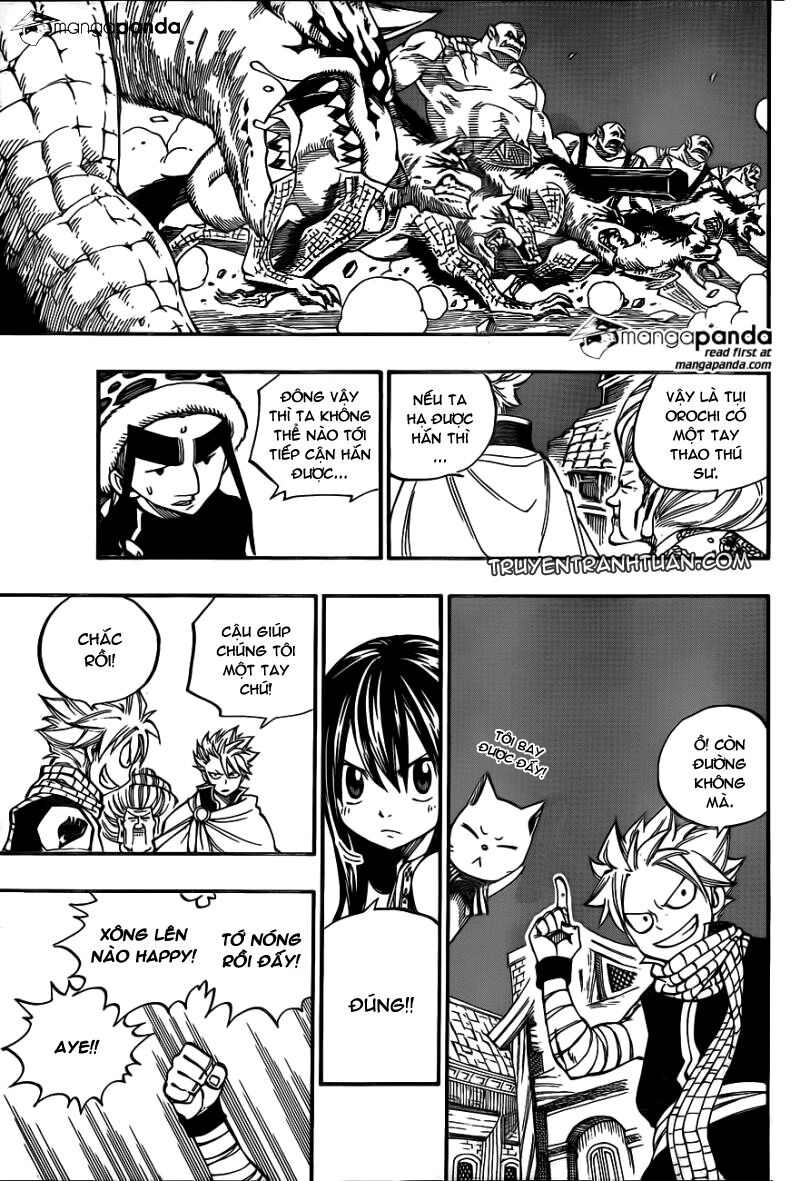 mangapanda
mangapanda
read first at
mangapanda.com
VẬY LÀ TỤI
OROCHI CÓ
MỘT TAY
THAO THÚ
SƯ.
NẾU TA
HẠ ĐƯỢC
HẮN THÌ
...
ĐÔNG VẬY
THÌ TA KHÔNG
THỂ NÀO TỚI
TIẾP CẬN HẮN
ĐƯỢC...
TRUYENTRANHTUAN.COM
Ồ! CÒN
ĐƯỜNG
KHÔNG
MÀ.
TÔI BAY
ĐƯỢC ĐẤY!
ĐÚNG!!
CẬU GIÚP
CHÚNG TÔI
MỘT TAY
CHỨ!
CHẮC
RỒI!
TỚ NÓNG
RỒI ĐẤY!
XÔNG LÊN
NÀO HAPPY!
AYE!!